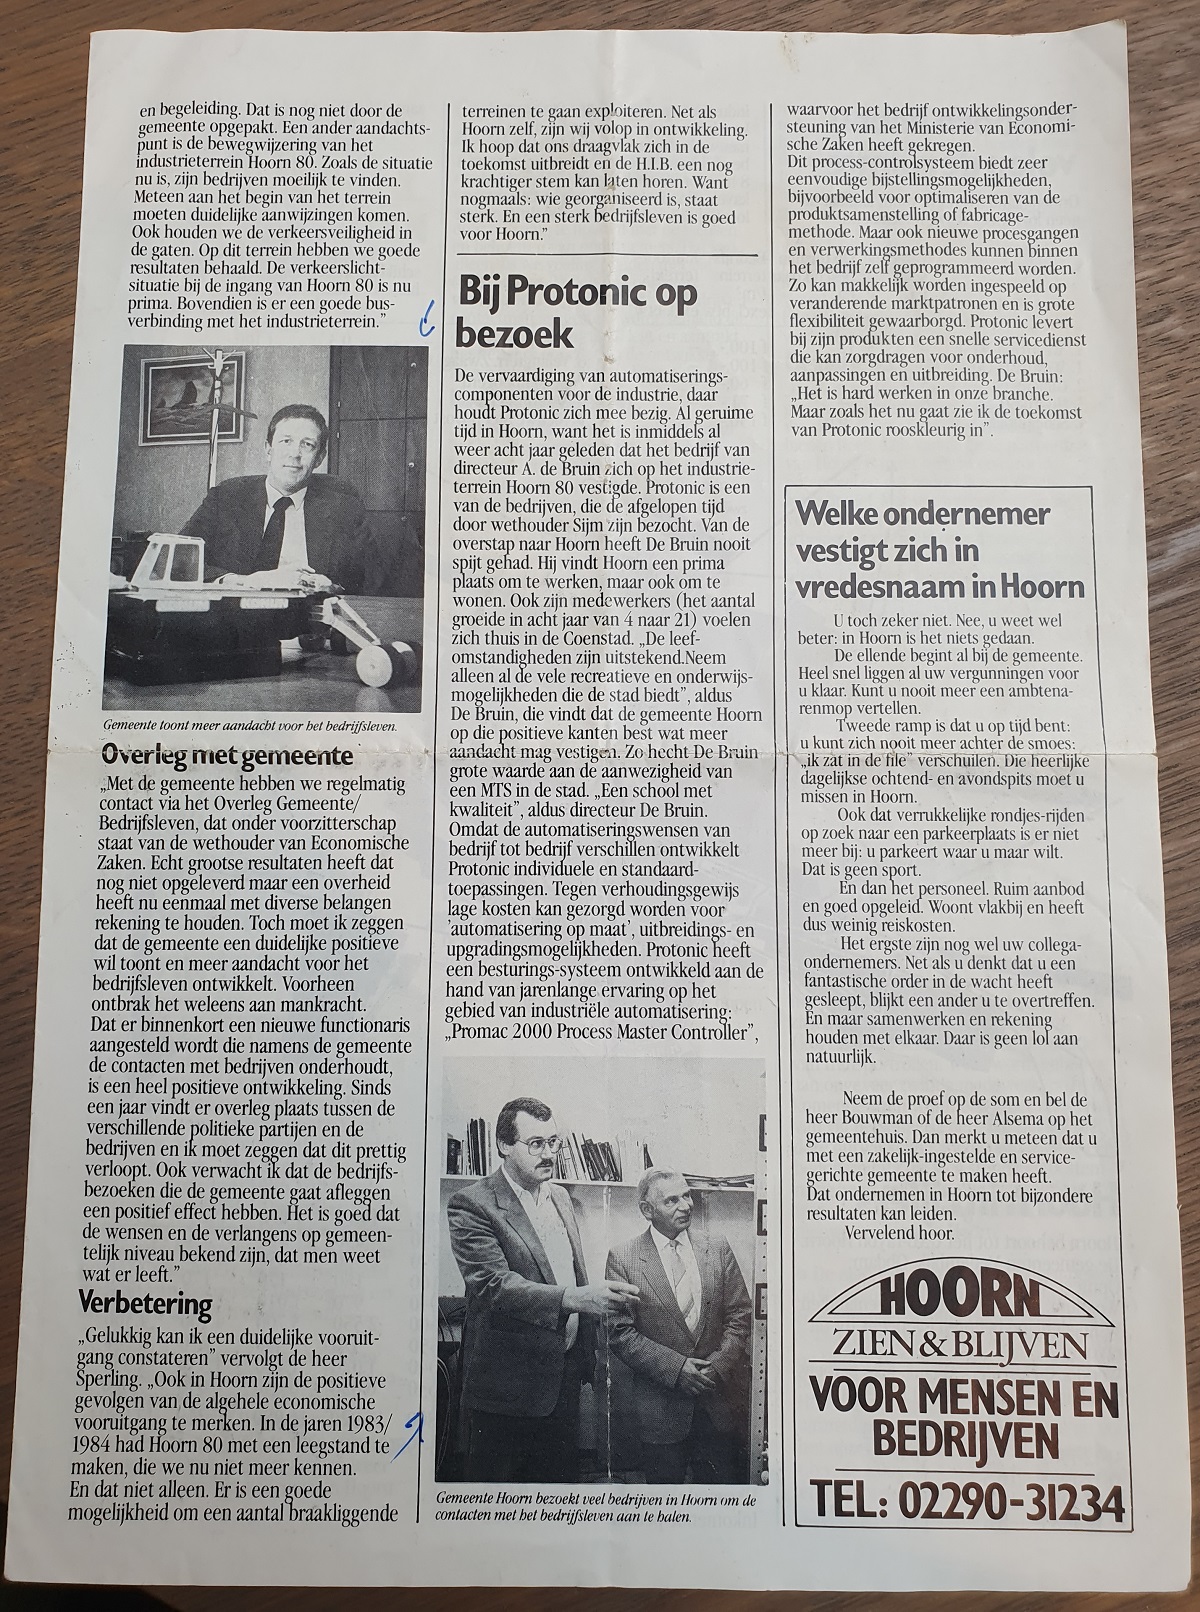 en begeleiding. Dat is nog niet door de
gemeente opgepakt. Een ander aandachts-
punt is de bewegwijzering van het
industrieterrein Hoorn 80. Zoals de situatie
nu is, zijn bedrijven moeilijk te vinden.
Meteen aan het begin van het terrein
moeten duidelijke aanwijzingen komen.
Ook houden we de verkeersveiligheid in
de gaten. Op dit terrein hebben we goede
resultaten behaald. De verkeerslicht-
situatie bij de ingang van Hoorn 80 is nu
prima. Bovendien is er een goede bus-
verbinding met het industrieterrein.”
Gemeente toont meer aandacht voor het bedrijfsleven.
Overleg met gemeente
„Met de gemeente hebben we regelmatig
contact via het Overleg Gemeente/
Bedrijfsleven, dat onder voorzitterschap
staat van de wethouder van Economische
Zaken. Echt grootse resultaten heeft dat
nog niet opgeleverd maar een overheid
heeft nu eenmaal met diverse belangen
rekening te houden. Toch moet ik zeggen
dat de gemeente een duidelijke positieve
wil toont en meer aandacht voor het
bedrijfsleven ontwikkelt. Voorheen
ontbrak het weleens aan mankracht.
Dat er binnenkort een nieuwe functionaris
aangesteld wordt die namens de gemeente
de contacten met bedrijven onderhoudt,
is een heel positieve ontwikkeling. Sinds
een jaar vindt er overleg plaats tussen de
verschillende politieke partijen en de
bedrijven en ik moet zeggen dat dit prettig
verloopt. Ook verwacht ik dat de bedrijfs-
bezoeken die de gemeente gaat afleggen
een positief effect hebben. Het is goed dat
de wensen en de verlangens op gemeen-
telijk niveau bekend zijn, dat men weet
wat er leeft.”
Verbetering
„Gelukkig kan ik een duidelijke vooruit-
gang constateren” vervolgt de heer
Sperling. „Ook in Hoorn zijn de positieve
gevolgen van de algehele economische
vooruitgang te merken. In de jaren 1983/
1984 had Hoorn 80 met een leegstand te
maken, die we nu niet meer kennen.
En dat niet alleen. Er is een goede
mogelijkheid om een aantal braakliggende
terreinen te gaan exploiteren. Net als
Hoorn zelf, zijn wij volop in ontwikkeling.
Ik hoop dat ons draagvlak zich in de
toekomst uitbreidt en de H.I.B. een nog
krachtiger stem kan laten horen. Want
nogmaals: wie georganiseerd is, staat
sterk. En een sterk bedrijfsleven is goed
voor Hoorn.”
Bij Protonic op
bezoek
De vervaardiging van automatiserings-
componenten voor de industrie, daar
houdt Protonic zich mee bezig. Al geruime
tijd in Hoorn, want het is inmiddels al
weer acht jaar geleden dat het bedrijf van
directeur A. de Bruin zich op het industrie-
terrein Hoorn 80 vestigde. Protonic is een
van de bedrijven, die de afgelopen tijd
door wethouder Sijm zijn bezocht. Van de
overstap naar Hoorn heeft De Bruin nooit
spijt gehad. Hij vindt Hoorn een prima
plaats om te werken, maar ook om te
wonen. Ook zijn medewerkers (het aantal
groeide in acht jaar van 4 naar 21) voelen
zich thuis in de Coenstad. „De leef-
omstandigheden zijn uitstekend.Neem
alleen al de vele recreatieve en onderwijs-
mogelijkheden die de stad biedt”, aldus
De Bruin, die vindt dat de gemeente Hoorn
op die positieve kanten best wat meer
aandacht mag vestigen. Zo hecht De Bruin
grote waarde aan de aanwezigheid van
een MTS in de stad. „Een school met
kwaliteit”, aldus directeur De Bruin.
Omdat de automatiseringswensen van
bedrijf tot bedrijf verschillen ontwikkelt
Protonic individuele en standaard-
toepassingen. Tegen verhoudingsgewijs
lage kosten kan gezorgd worden voor
'automatisering op maat', uitbreidings- en
upgradingsmogelijkheden. Protonic heeft
een besturings-systeem ontwikkeld aan de
hand van jarenlange ervaring op het
gebied van industriële automatisering:
„Promac 2000 Process Master Controller”,
Gemeente Hoorn bezoekt veel bedrijven in Hoorn om de
contacten met het bedrijfsleven aan te halen.
waarvoor het bedrijf ontwikkelingsonder-
steuning van het Ministerie van Economi-
sche Zaken heeft gekregen.
Dit process-controlsysteem biedt zeer
eenvoudige bijstellingsmogelijkheden,
bijvoorbeeld voor optimaliseren van de
produktsamenstelling of fabricage-
methode. Maar ook nieuwe procesgangen
en verwerkingsmethodes kunnen binnen
het bedrijf zelf geprogrammeerd worden.
Zo kan makkelijk worden ingespeeld op
veranderende marktpatronen en is grote
flexibiliteit gewaarborgd. Protonic levert
bij zijn produkten een snelle servicedienst
die kan zorgdragen voor onderhoud,
aanpassingen en uitbreiding. De Bruin:
„Het is hard werken in onze branche.
Maar zoals het nu gaat zie ik de toekomst
van Protonic rooskleurig in”.
Welke ondernemer
vestigt zich in
vredesnaam in Hoorn
U toch zeker niet. Nee, u weet wel
beter: in Hoorn is het niets gedaan.
De ellende begint al bij de gemeente.
Heel snel liggen al uw vergunningen voor
u klaar. Kunt u nooit meer een ambtena-
renmop vertellen.
Tweede ramp is dat u op tijd bent:
u kunt zich nooit meer achter de smoes:
„ik zat in de file” verschuilen. Die heerlijke
dagelijkse ochtend- en avondspits moet u
missen in Hoorn.
Ook dat verrukkelijke rondjes-rijden
op zoek naar een parkeerplaats is er niet
meer bij: u parkeert waar u maar wilt.
Dat is geen sport.
En dan het personeel. Ruim aanbod
en goed opgeleid. Woont vlakbij en heeft
dus weinig reiskosten.
Het ergste zijn nog wel uw collega-
ondernemers. Net als u denkt dat u een
fantastische order in de wacht heeft
gesleept, blijkt een ander u te overtreffen.
En maar samenwerken en rekening
houden met elkaar. Daar is geen lol aan
natuurlijk.
Neem de proef op de som en bel de
heer Bouwman of de heer Alsema op het
gemeentehuis. Dan merkt u meteen dat u
met een zakelijk-ingestelde en service-
gerichte gemeente te maken heeft.
Dat ondernemen in Hoorn tot bijzondere
resultaten kan leiden.
Vervelend hoor.
HOORN
ZIEN & BLIJVEN
VOOR MENSEN EN
BEDRIJVEN
TEL: 02290-31234